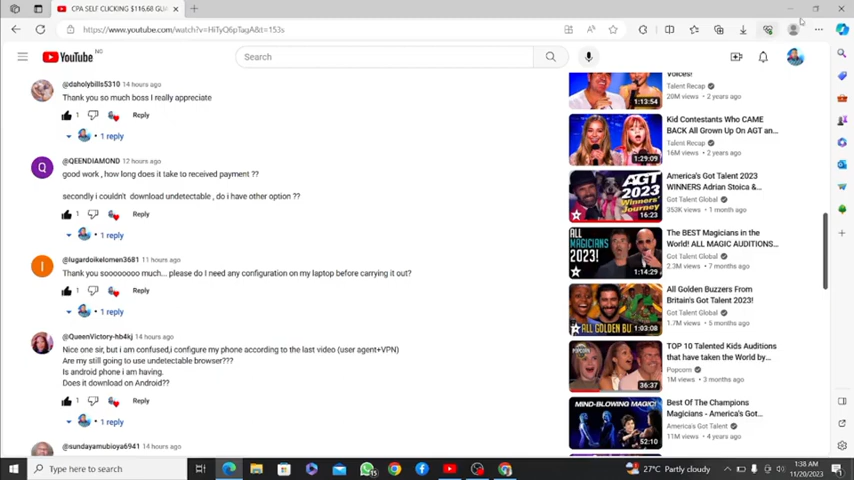 CPA SELF CLICKING $116.68 GU
https://www.youtube.com/watch?v=HiTyQ6pTagA&t=153s
YouTube NG
Search
@daholybills5310 14 hours ago
Thank you so much boss I really appreciate
1
Reply
1 reply
Q
@QEENDIAMOND 12 hours ago
good work , how long does it take to received payment ??
secondly i couldn't download undetectable , do i have other option ??
1
Reply
1 reply
I
@lugardoikelomen3681 11 hours ago
Thank you sooooooo much... please do I need any configuration on my laptop before carrying it out?
1
Reply
1 reply
@QueenVictory-hb4kj 14 hours ago
Nice one sir, but i am confused,i configure my phone according to the last video (user agent+VPN)
Are my still going to use undetectable browser???
Is android phone i am having.
Does it download on Android??
1
Reply
1 reply
@sundayamubioya6941 14 hours ago
Voices!
Talent Recap
20M views • 2 years ago
1:13:54
Kid Contestants Who CAME
BACK All Grown Up On AGT an...
Talent Recap
16M views • 2 years ago
1:29:09
America's Got Talent 2023
WINNERS Adrian Stoica &...
Got Talent Global
353K views • 1 month ago
AGT
2023
Winners'
Journey
16:23
The BEST Magicians in the
World! ALL MAGIC AUDITIONS...
Got Talent Global
2.3M views • 7 months ago
ALL
MAGICIANS
2023!
1:14:29
All Golden Buzzers From
Britain's Got Talent 2023!
Got Talent Global
1.7M views • 5 months ago
ALL GOLDEN BU
1:03:08
TOP 10 Talented Kids Auditions
that have taken the World by...
Popcorn
1M views • 3 months ago
POPCORN
36:37
Best Of The Champions
Magicians - America's Got...
America's Got Talent
11M views • 4 years ago
MIND-BLOWING MAGIC!
52:10
Type here to search
15
27°C Partly cloudy
1:38 AM
11/20/2023